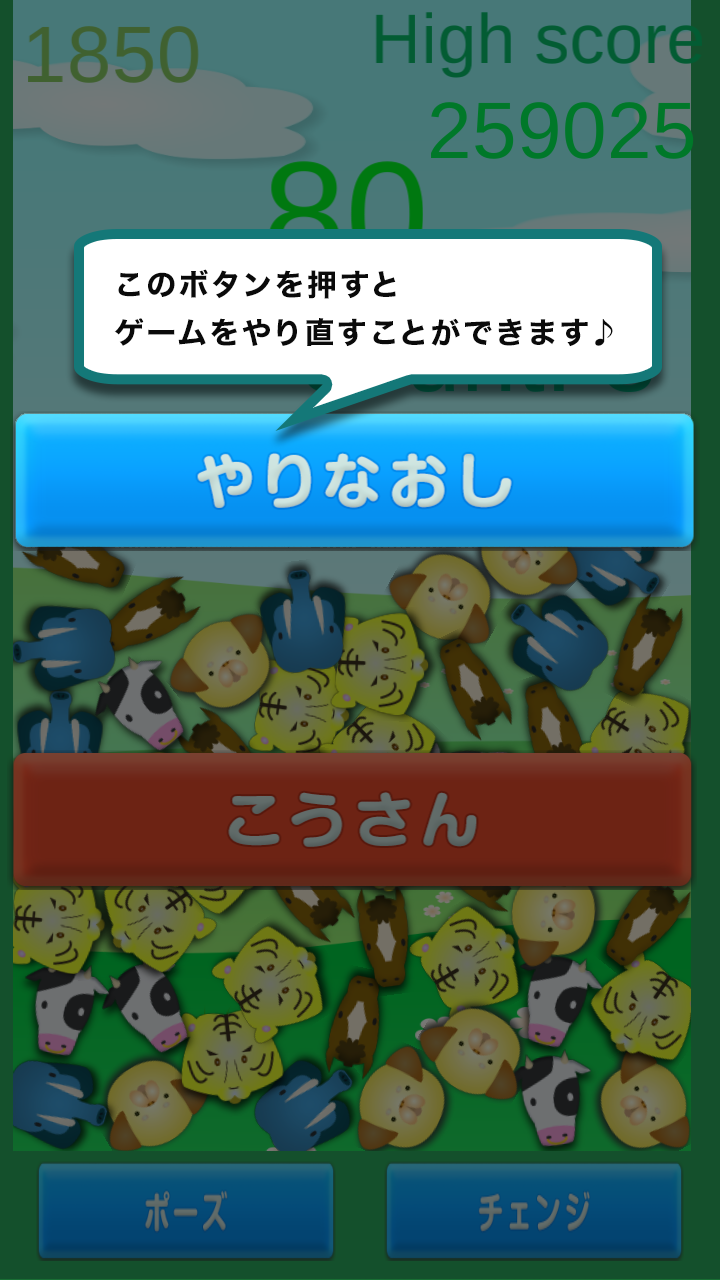 1850
High score
259025
80
このボタンを押すと
ゲームをやり直すことができます♪
やりなおし
こうさん
ポーズ
チェンジ